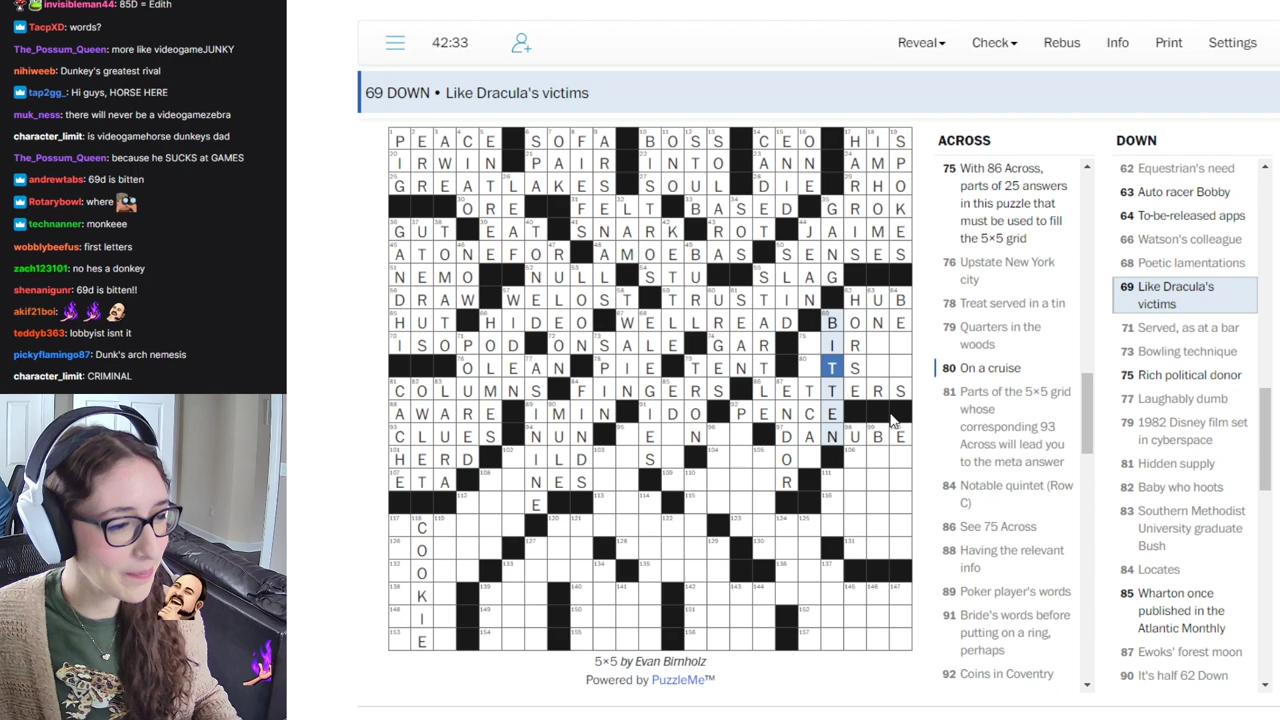 invisibleman44: 85D = Edith
TacpXD: words?
The_Possum_Queen: more like videogameJUNKY
nihiweeb: Dunkey's greatest rival
tap2gg_: Hi guys, HORSE HERE
muk_ness: there will never be a videogamezebra
character_limit: is videogamehorse dunkeys dad
The_Possum_Queen: because he SUCKS at GAMES
andrewtabs: 69d is bitten
Rotarybowl: where
technanner: monkeee
wobblybeefus: first letters
zach123101: no hes a donkey
shenanigunr: 69d is bitten!!
akif21boi:
teddyb363: lobbyist isnt it
pickyflamingo87: Dunk's arch nemesis
character_limit: CRIMINAL
42:33
Reveal
Check
Rebus
Info
Print
Settings
69 DOWN • Like Dracula's victims
P E A C E S O F A B O S S C E O H I S
I R W I N P A I R I N T O A N N A M P
G R E A T L A K E S S O U L D I E R H O
O R E F E L T B A S E D G R O K
G U T E A T S N A R K R O T J A I M E
A T O N E F O R A M O E B A S S E N S E S
N E M O N U L L S T U S L A G
D R A W W E L O S T T R U S T I N H U B
H U T H I D E O W E L L R E A D B O N E
I S O P O D O N S A L E G A R I R
O L E A N P I E T E N T T S
C O L U M N S F I N G E R S L E T T E R S
A W A R E I M I N I D O P E N C E
C L U E S N U N E N D A N U B E
H E R D I L D S O
E T A N E S R
E
C
O
O
K
I
E
5×5 by Evan Birnholz
Powered by PuzzleMe™
ACROSS
75 With 86 Across, parts of 25 answers in this puzzle that must be used to fill the 5×5 grid
76 Upstate New York city
78 Treat served in a tin
79 Quarters in the woods
80 On a cruise
81 Parts of the 5×5 grid whose corresponding 93 Across will lead you to the meta answer
84 Notable quintet (Row C)
86 See 75 Across
88 Having the relevant info
89 Poker player's words
91 Bride's words before putting on a ring, perhaps
92 Coins in Coventry
DOWN
62 Equestrian's need
63 Auto racer Bobby
64 To-be-released apps
66 Watson's colleague
68 Poetic lamentations
69 Like Dracula's victims
71 Served, as at a bar
73 Bowling technique
75 Rich political donor
77 Laughably dumb
79 1982 Disney film set in cyberspace
81 Hidden supply
82 Baby who hoots
83 Southern Methodist University graduate Bush
84 Locates
85 Wharton once published in the Atlantic Monthly
87 Ewoks' forest moon
90 It's half 62 Down